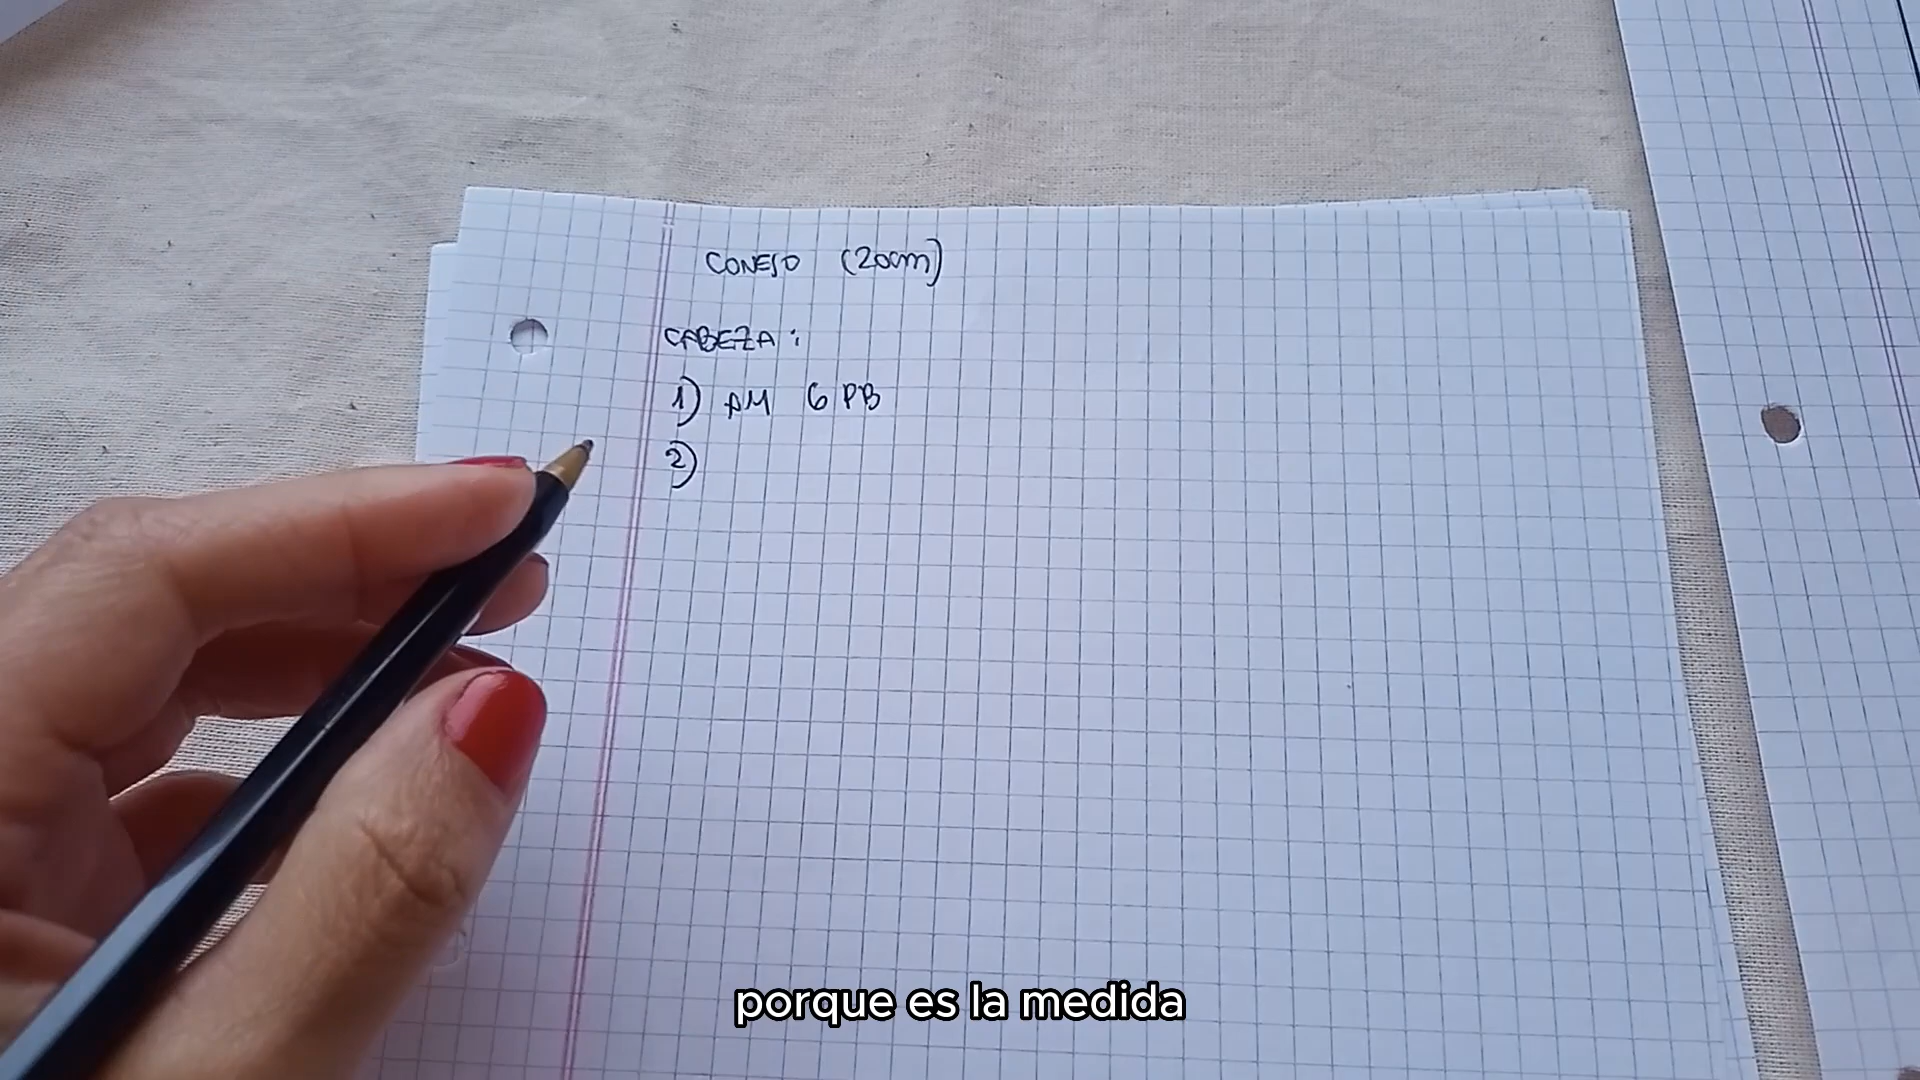 CONEJO (20cm)
CABEZA:
1) AM 6 PB
2)
porque es la medida